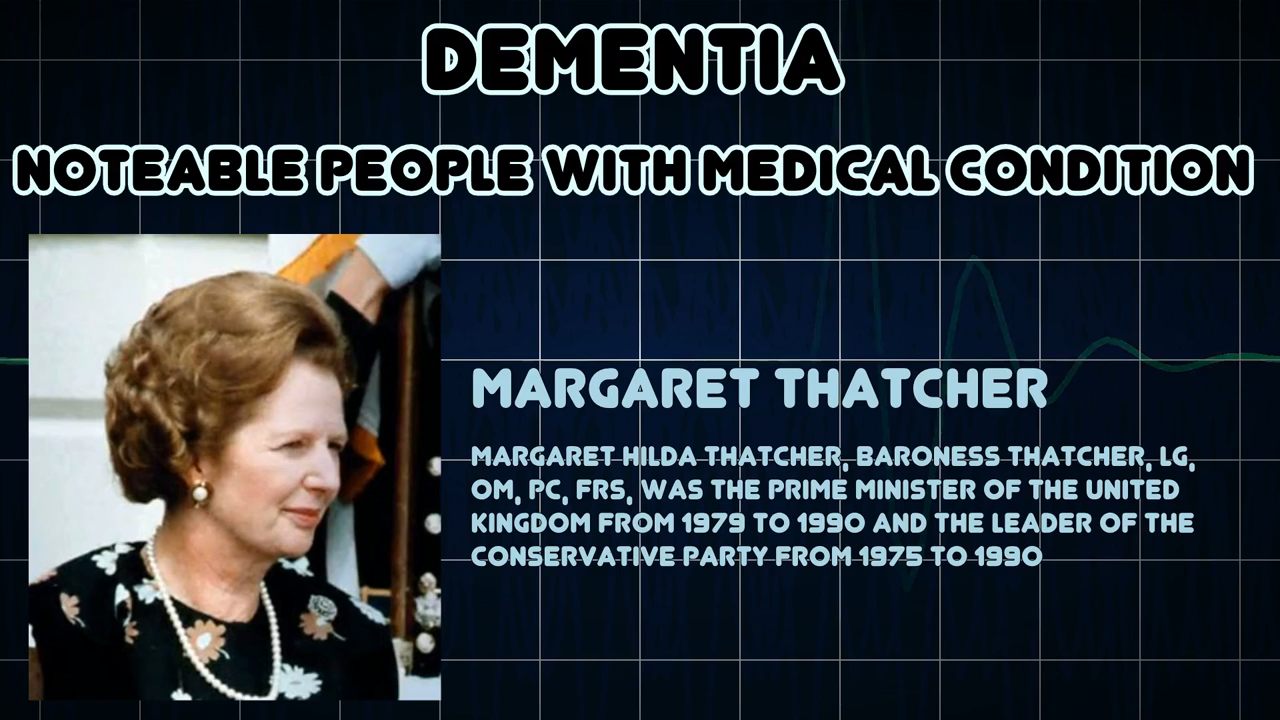 DEMENTIA
NOTEABLE PEOPLE WITH MEDICAL CONDITION
MARGARET THATCHER
MARGARET HILDA THATCHER, BARONESS THATCHER, LG,
OM, PC, FRS, WAS THE PRIME MINISTER OF THE UNITED
KINGDOM FROM 1979 TO 1990 AND THE LEADER OF THE
CONSERVATIVE PARTY FROM 1975 TO 1990